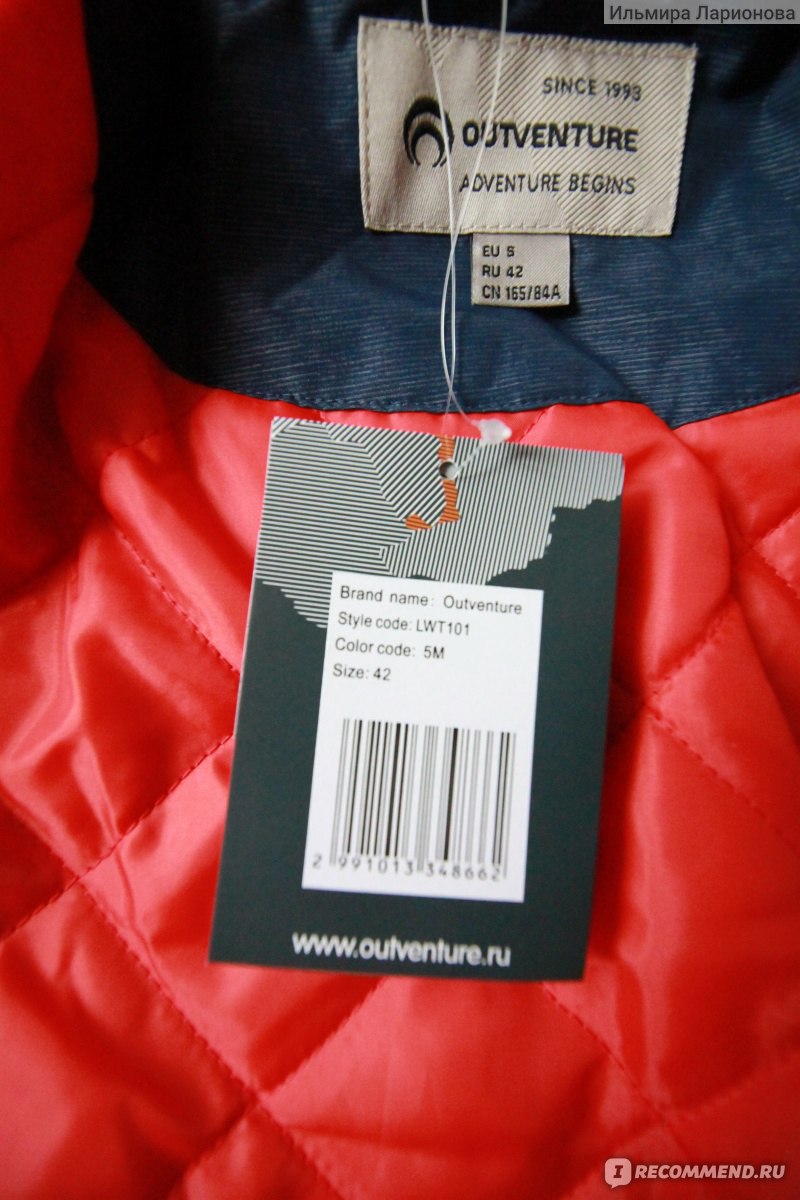 Ильмира Ларионова
SINCE 1993
OUTVENTURE
ADVENTURE BEGINS
EU S
RU 42
CN 165/84A
Brand name: Outventure
Style code: LWT101
Color code: 5M
Size: 42
2 991013 348662
www.outventure.ru
I RECOMMEND.RU